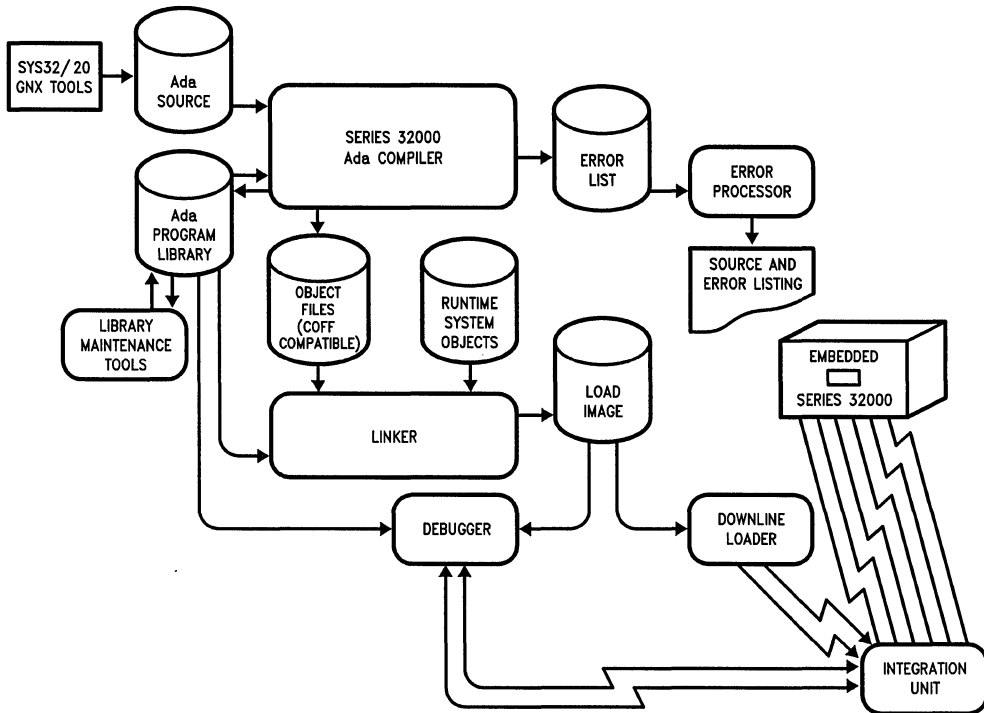 SYS32/20
GNX TOOLS
Ada
SOURCE
SERIES 32000
Ada COMPILER
ERROR
LIST
ERROR
PROCESSOR
Ada
PROGRAM
LIBRARY
SOURCE AND
ERROR LISTING
OBJECT
FILES
(COFF
COMPATIBLE)
RUNTIME
SYSTEM
OBJECTS
LIBRARY
MAINTENANCE
TOOLS
LOAD
IMAGE
EMBEDDED
SERIES 32000
LINKER
DEBUGGER
DOWNLINE
LOADER
INTEGRATION
UNIT